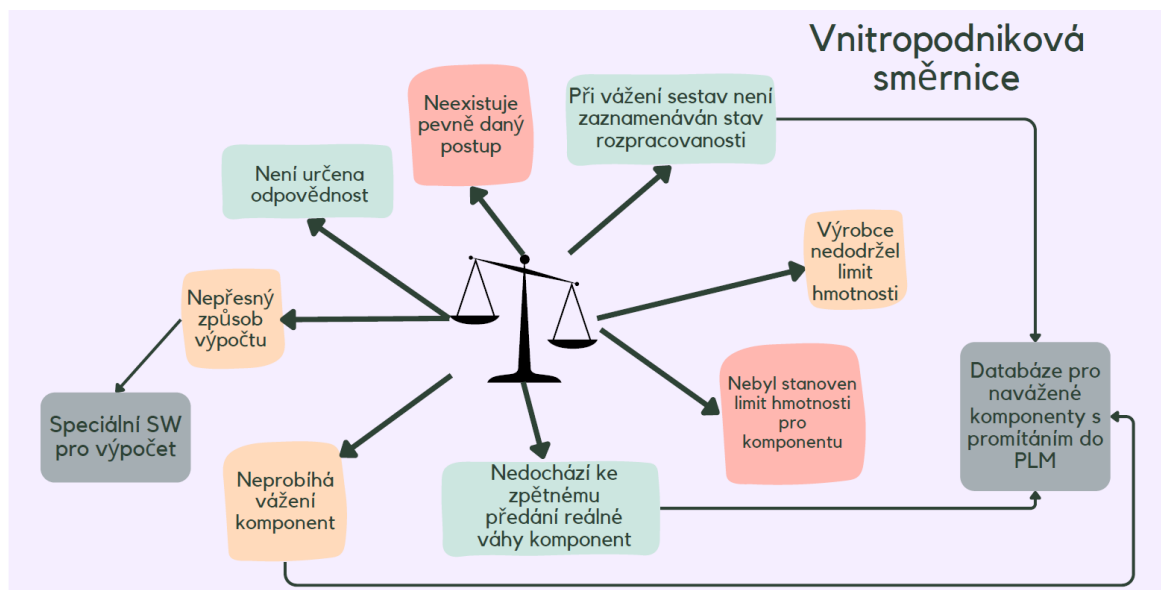 Vnitropodniková
směrnice
Neexistuje
pevně daný
postup
Při vážení sestav není
zaznamenáván stav
rozpracovanosti
Není určena
odpovědnost
Výrobce
nedodržel
limit
hmotnosti
Nepřesný
způsob
výpočtu
Nebyl stanoven
limit hmotnosti
pro
komponentu
Databáze pro
navážené
komponenty s
promítáním do
PLM
Speciální SW
pro výpočet
Neprobíhá
vážení
komponent
Nedochází ke
zpětnému
předání reálné
váhy komponent